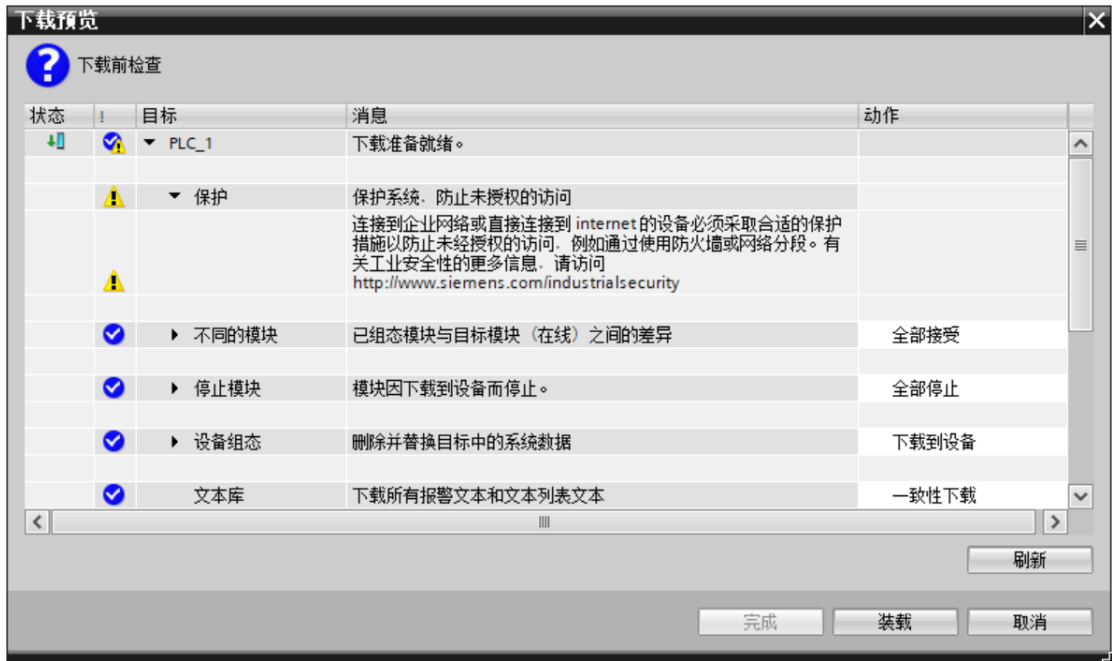 下载预览
?
下载前检查
状态 ! 目标 消息 动作
PLC_1 下载准备就绪。
保护 保护系统，防止未授权的访问
连接到企业网络或直接连接到 internet 的设备必须采取合适的保护
措施以防止未经授权的访问，例如通过使用防火墙或网络分段。有
关工业安全性的更多信息，请访问
http://www.siemens.com/industrialsecurity
不同的模块 已组态模块与目标模块（在线）之间的差异 全部接受
停止模块 模块因下载到设备而停止。 全部停止
设备组态 删除并替换目标中的系统数据 下载到设备
文本库 下载所有报警文本和文本列表文本 一致性下载
刷新
完成 装载 取消